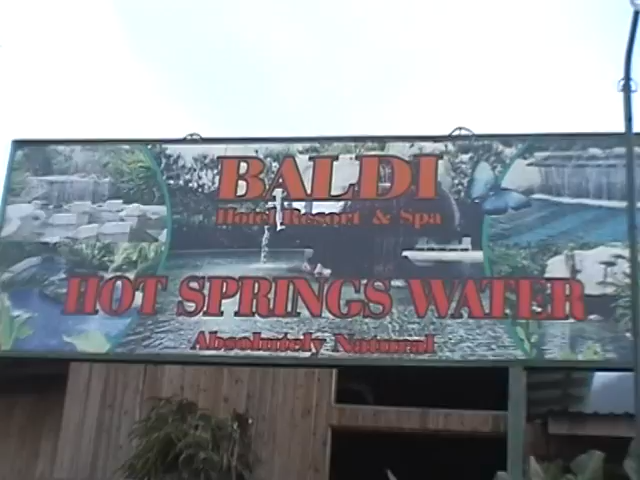 BALDI
Hotel Resort & Spa
HOT SPRINGS WATER
Absolutely Natural